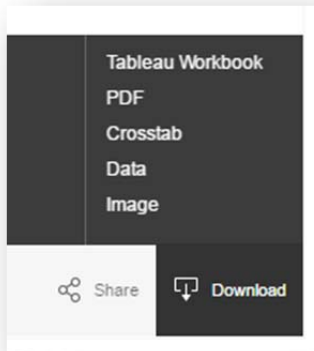 Tableau Workbook
PDF
Crosstab
Data
Image
Share
Download